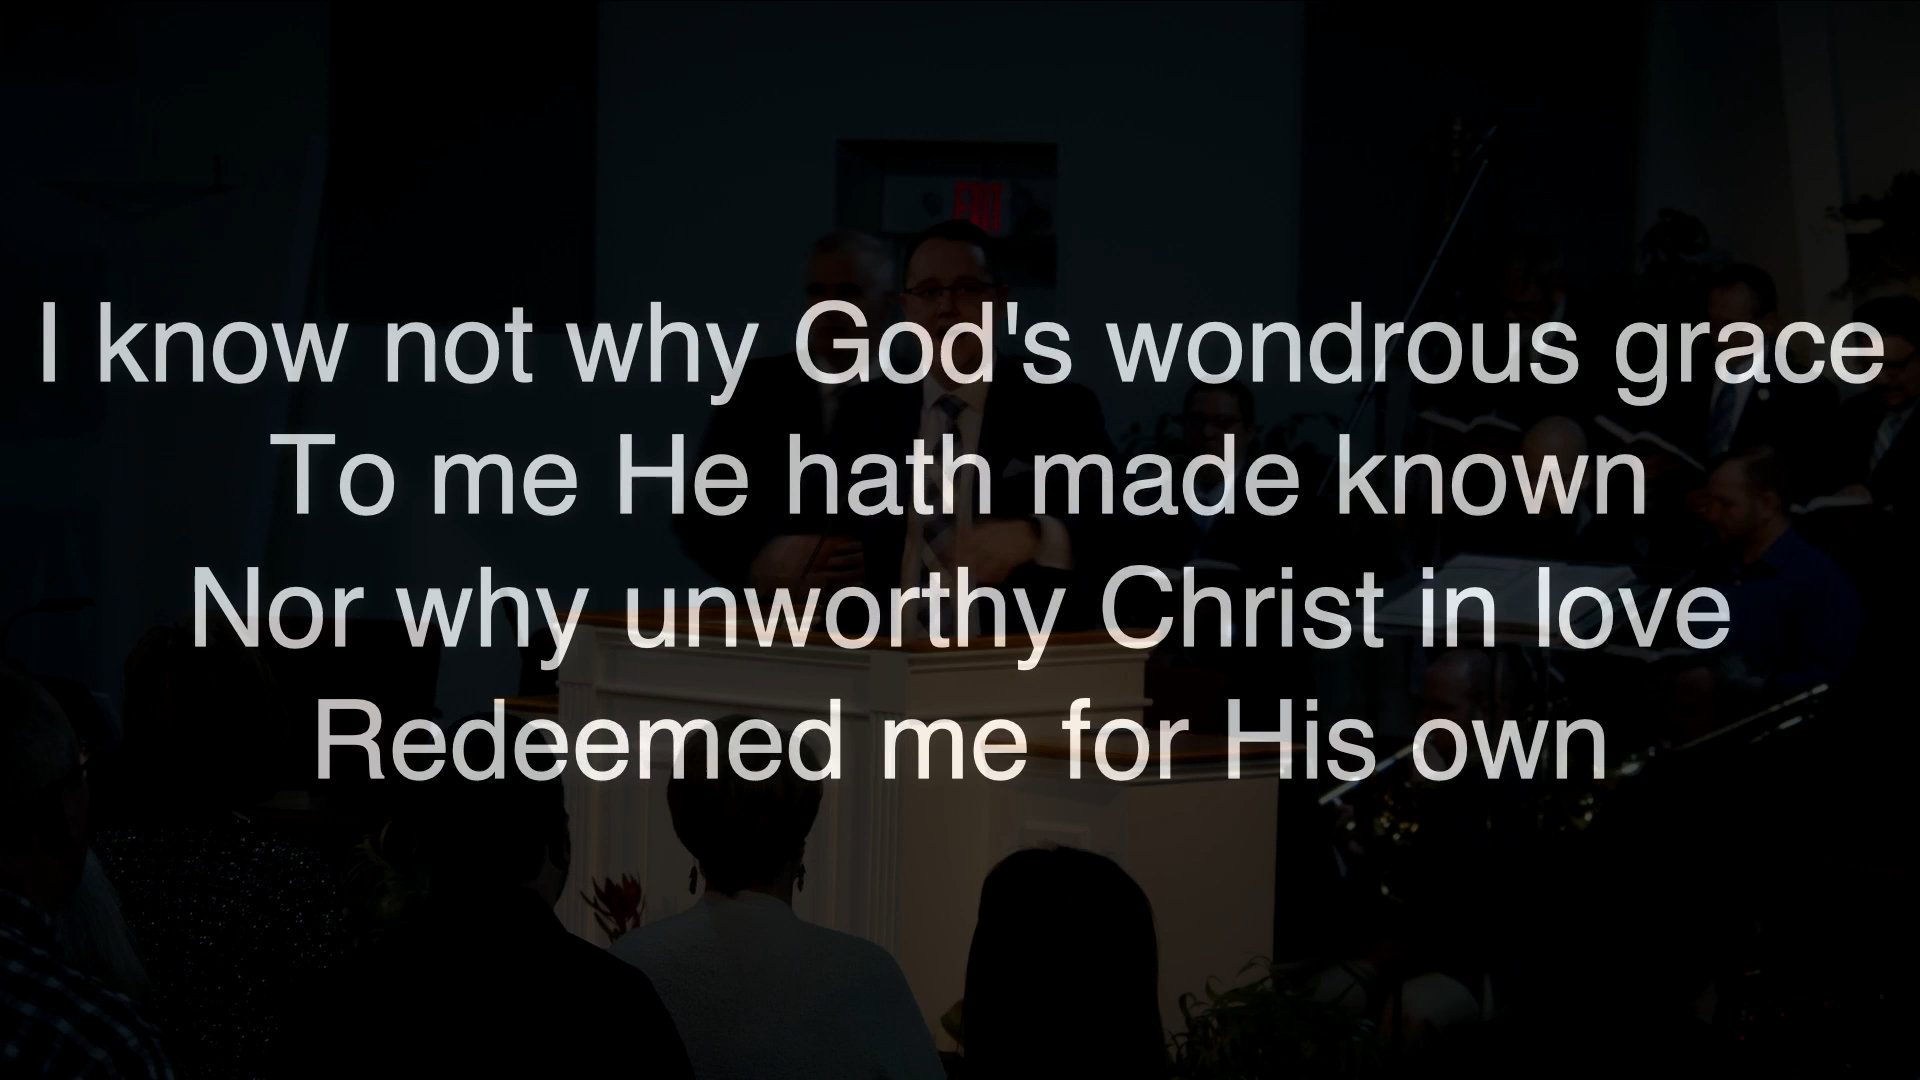 EXIT
I know not why God's wondrous grace
To me He hath made known
Nor why unworthy Christ in love
Redeemed me for His own